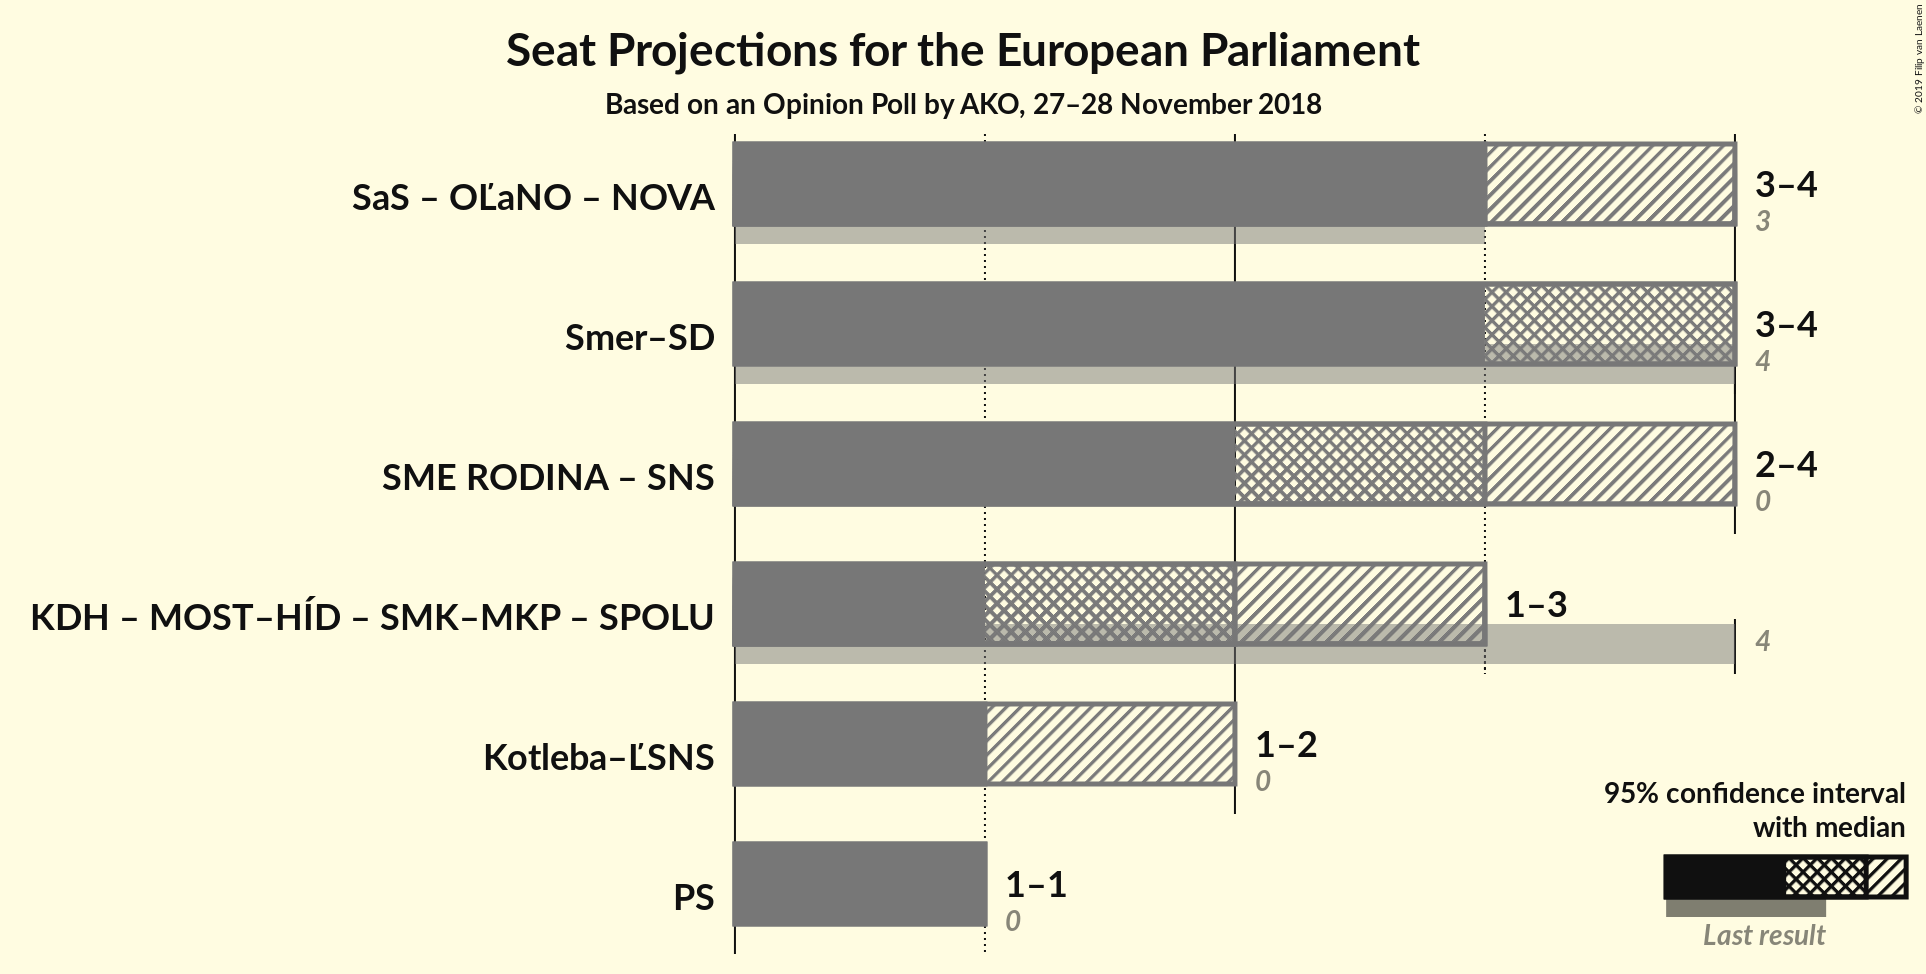 Seat Projections for the European Parliament
Based on an Opinion Poll by AKO, 27–28 November 2018
© 2019 Filip van Laenen
SaS – OĽaNO – NOVA
3–4
3
Smer–SD
3–4
4
SME RODINA – SNS
2–4
0
KDH – MOST–HÍD – SMK–MKP – SPOLU
1–3
4
Kotleba–ĽSNS
1–2
0
PS
1–1
0
95% confidence interval
with median
Last result